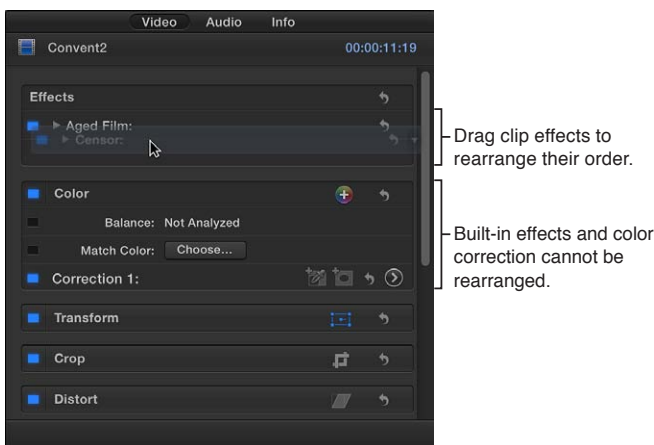 Video Audio Info
Convent2 00:00:11:19
Effects
Aged Film:
Censor:
Drag clip effects to
rearrange their order.
Color
Balance: Not Analyzed
Match Color: Choose...
Correction 1:
Built-in effects and color
correction cannot be
rearranged.
Transform
Crop
Distort